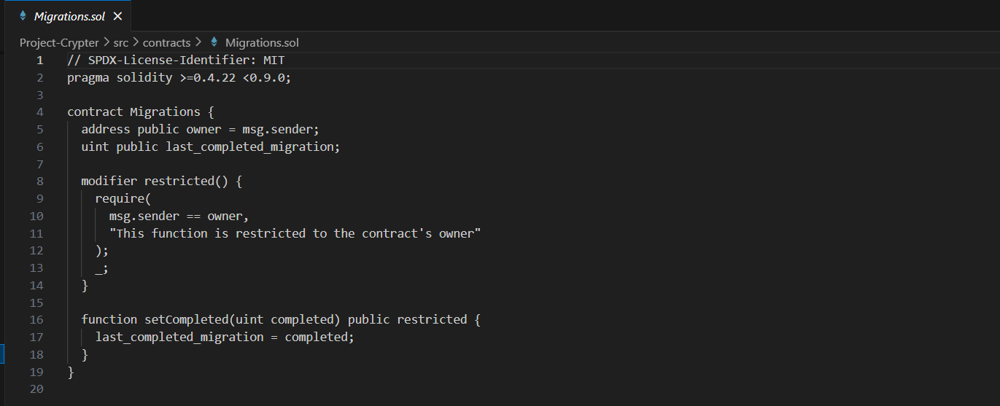 Migrations.sol ×
Project-Crypter > src > contracts > Migrations.sol
1 // SPDX-License-Identifier: MIT
2 pragma solidity >=0.4.22 <0.9.0;
3
4 contract Migrations {
5   address public owner = msg.sender;
6   uint public last_completed_migration;
7
8   modifier restricted() {
9     require(
10       msg.sender == owner,
11       "This function is restricted to the contract's owner"
12     );
13     _;
14   }
15
16   function setCompleted(uint completed) public restricted {
17     last_completed_migration = completed;
18   }
19 }
20